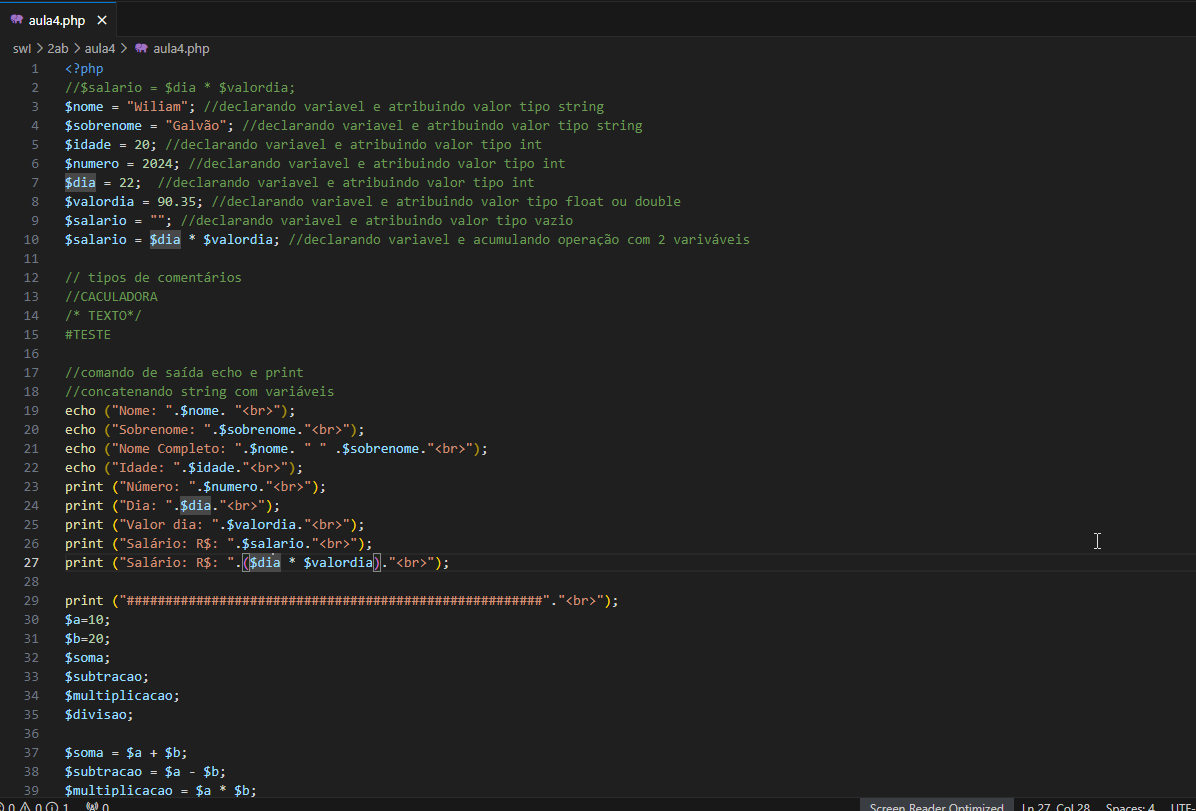 aula4.php
swl > 2ab > aula4 > aula4.php
1 <?php
2 //$salario = $dia * $valordia;
3 $nome = "Wiliam"; //declarando variavel e atribuindo valor tipo string
4 $sobrenome = "Galvão"; //declarando variavel e atribuindo valor tipo string
5 $idade = 20; //declarando variavel e atribuindo valor tipo int
6 $numero = 2024; //declarando variavel e atribuindo valor tipo int
7 $dia = 22;  //declarando variavel e atribuindo valor tipo int
8 $valordia = 90.35; //declarando variavel e atribuindo valor tipo float ou double
9 $salario = ""; //declarando variavel e atribuindo valor tipo vazio
10 $salario = $dia * $valordia; //declarando variavel e acumulando operação com 2 variváveis
11
12 // tipos de comentários
13 //CACULADORA
14 /* TEXTO*/
15 #TESTE
16
17 //comando de saída echo e print
18 //concatenando string com variáveis
19 echo ("Nome: ".$nome. "<br>");
20 echo ("Sobrenome: ".$sobrenome."<br>");
21 echo ("Nome Completo: ".$nome. " " .$sobrenome."<br>");
22 echo ("Idade: ".$idade."<br>");
23 print ("Número: ".$numero."<br>");
24 print ("Dia: ".$dia."<br>");
25 print ("Valor dia: ".$valordia."<br>");
26 print ("Salário: R$: ".$salario."<br>");
27 print ("Salário: R$: ".($dia * $valordia)."<br>");
28
29 print ("######################################################"."<br>");
30 $a=10;
31 $b=20;
32 $soma;
33 $subtracao;
34 $multiplicacao;
35 $divisao;
36
37 $soma = $a + $b;
38 $subtracao = $a - $b;
39 $multiplicacao = $a * $b;
0 0 1 0 Screen Reader Optimized Ln 27, Col 28 Spaces: 4 UTF-